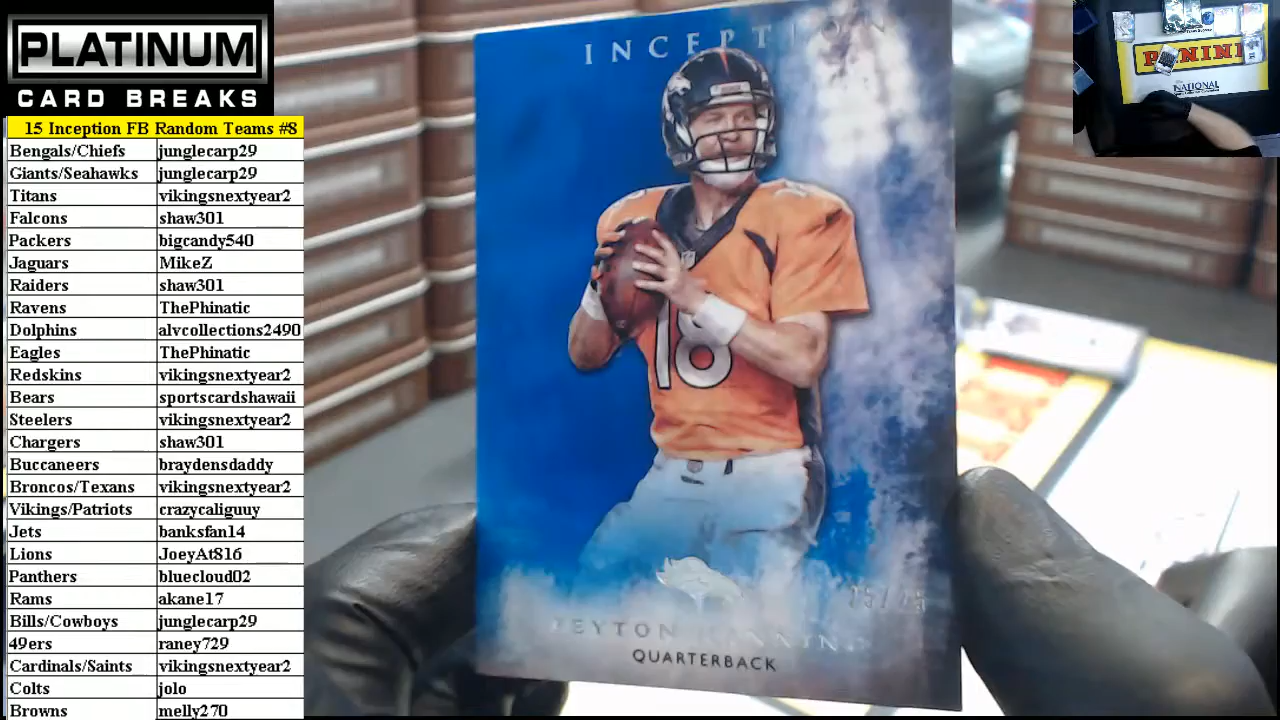 PLATINUM
CARD BREAKS
15 Inception FB Random Teams #8
Bengals/Chiefs junglecarp29
Giants/Seahawks junglecarp29
Titans vikingsnextyear2
Falcons shaw301
Packers bigcandy540
Jaguars MikeZ
Raiders shaw301
Ravens ThePhinatic
Dolphins alvcollections2490
Eagles ThePhinatic
Redskins vikingsnextyear2
Bears sportscardshawaii
Steelers vikingsnextyear2
Chargers shaw301
Buccaneers braydensdaddy
Broncos/Texans vikingsnextyear2
Vikings/Patriots crazycaliguuy
Jets banksfan14
Lions JoeyAt816
Panthers bluecloud02
Rams akane17
Bills/Cowboys junglecarp29
49ers raney729
Cardinals/Saints vikingsnextyear2
Colts jolo
Browns melly270
INCEPTION
18
PEYTON MANNING
QUARTERBACK
PANINI
NATIONAL